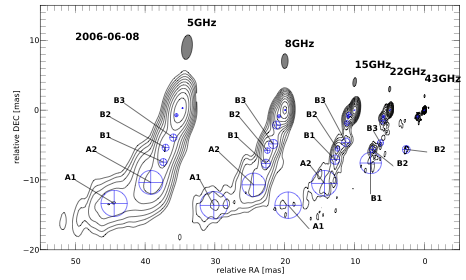 5GHz
2006-06-08
8GHz
15GHz
22GHz
43GHz
B3
B2
B1
A2
A1
B3
B2
B1
A2
A1
B3
B2
B1
A2
B3
B2
B1
B2
relative DEC [mas]
10
0
−10
−20
50
40
30
20
10
0
relative RA [mas]